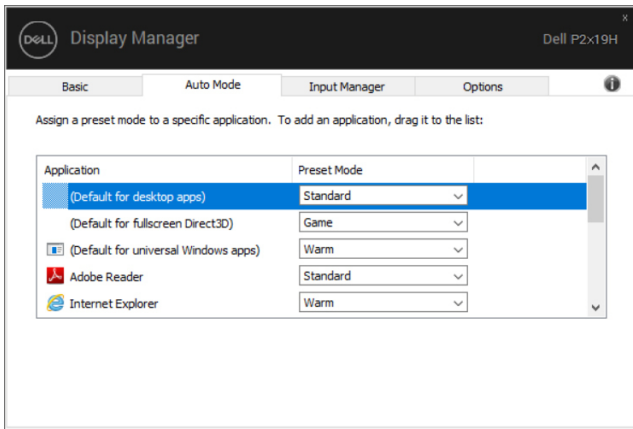 DELL Display Manager
x
Dell P2x19H
Basic Auto Mode Input Manager Options
Assign a preset mode to a specific application. To add an application, drag it to the list:
Application Preset Mode
(Default for desktop apps) Standard
(Default for fullscreen Direct3D) Game
(Default for universal Windows apps) Warm
Adobe Reader Standard
Internet Explorer Warm